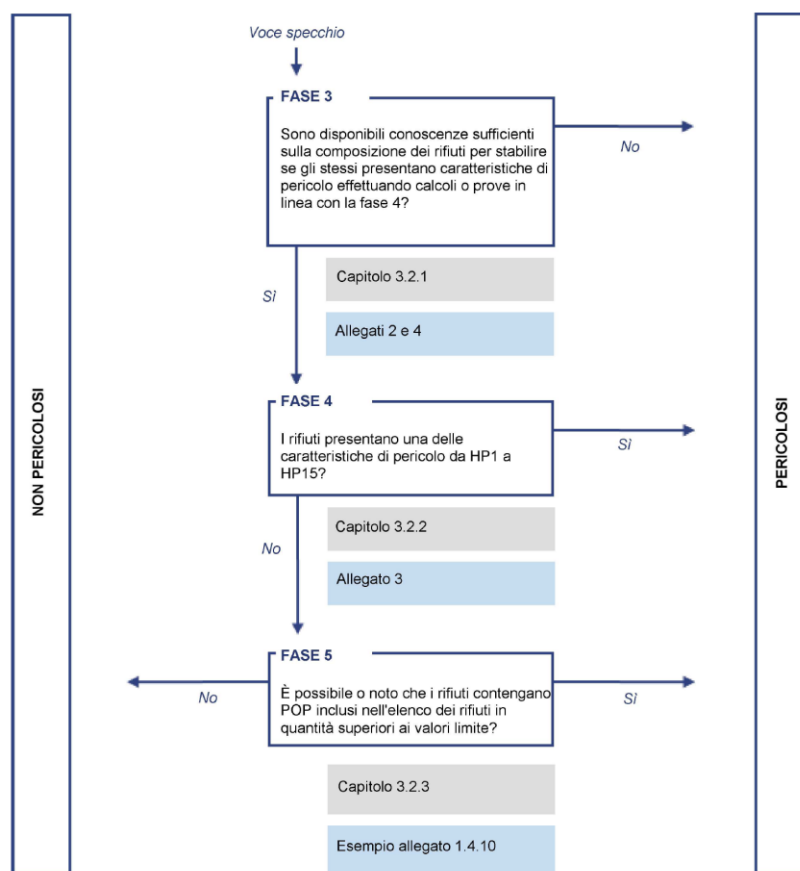 Voce specchio
FASE 3
Sono disponibili conoscenze sufficienti
sulla composizione dei rifiuti per stabilire
se gli stessi presentano caratteristiche di
pericolo effettuando calcoli o prove in
linea con la fase 4?
No
Sì
Capitolo 3.2.1
Allegati 2 e 4
FASE 4
I rifiuti presentano una delle
caratteristiche di pericolo da HP1 a
HP15?
Sì
No
Capitolo 3.2.2
Allegato 3
FASE 5
È possibile o noto che i rifiuti contengano
POP inclusi nell'elenco dei rifiuti in
quantità superiori ai valori limite?
No
Sì
Capitolo 3.2.3
Esempio allegato 1.4.10
NON PERICOLOSI
PERICOLOSI